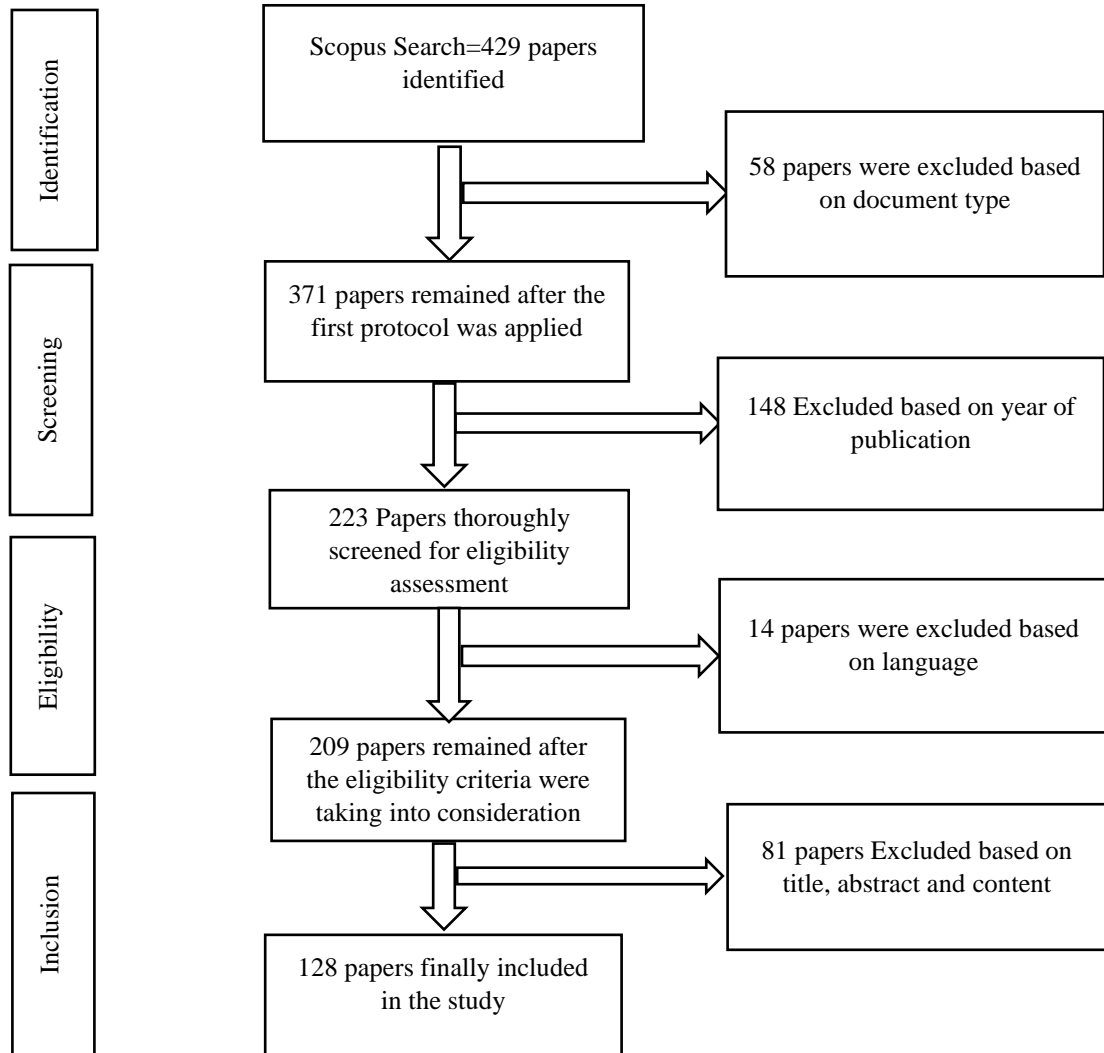 Identification
Scopus Search=429 papers
identified
58 papers were excluded based
on document type
Screening
371 papers remained after the
first protocol was applied
148 Excluded based on year of
publication
223 Papers thoroughly
screened for eligibility
assessment
Eligibility
14 papers were excluded based
on language
209 papers remained after
the eligibility criteria were
taking into consideration
Inclusion
81 papers Excluded based on
title, abstract and content
128 papers finally included
in the study